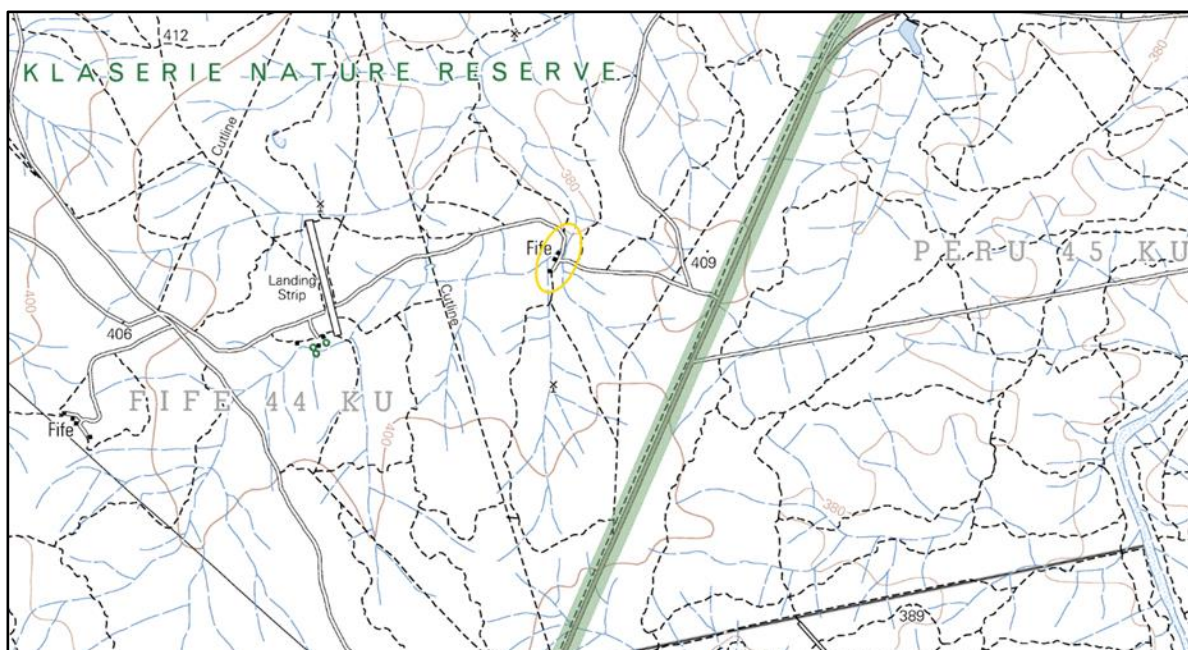 412
KLASERIE NATURE RESERVE
380
Cutline
380
Fife
409
PERU 45 KU
Landing
Strip
400
Cutline
406
FIFE 44 KU
400
Fife
380
389